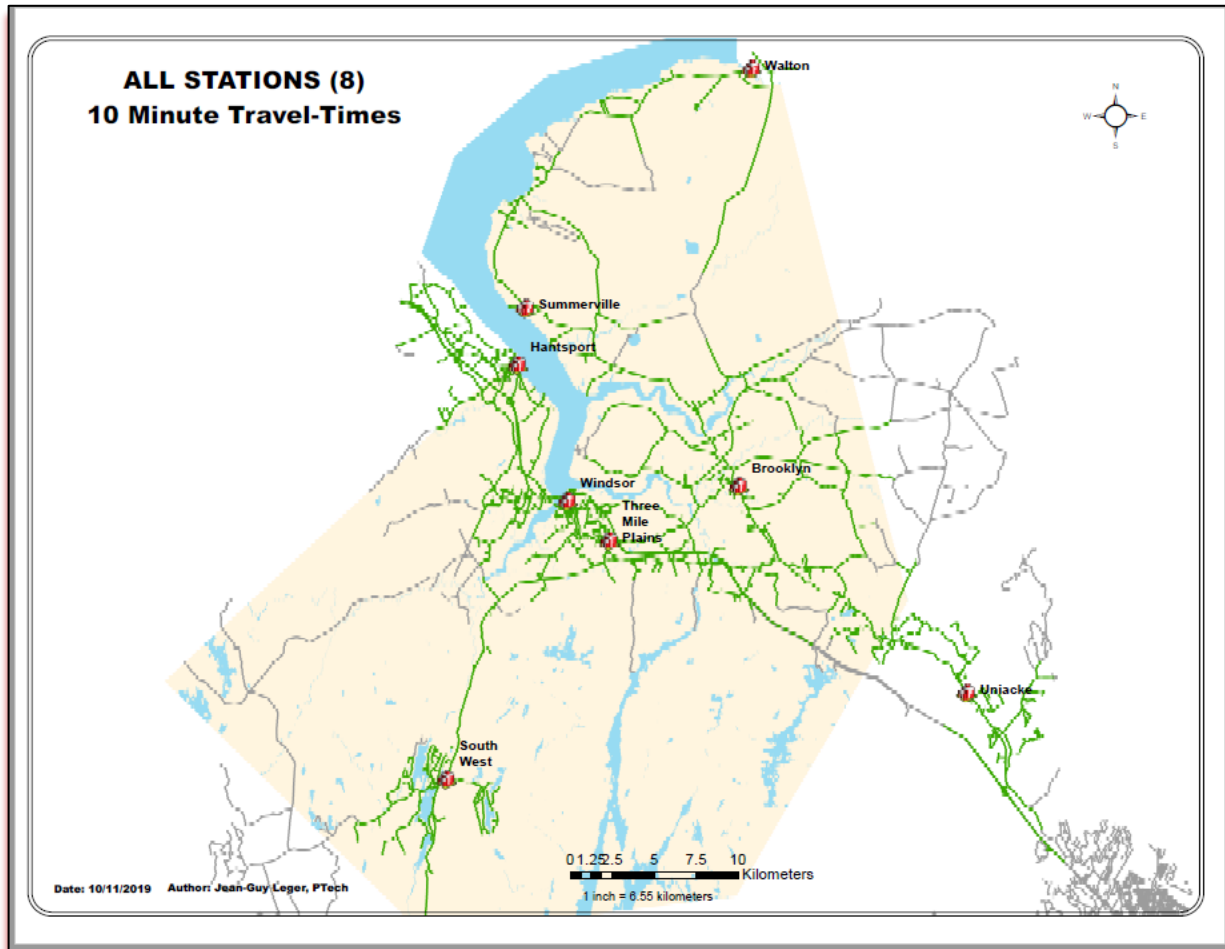 ALL STATIONS (8)
10 Minute Travel-Times
Walton
N
W E
S
Summerville
Hantsport
Brooklyn
Windsor
Three
Mile
Plains
Uniacke
South
West
0 1.25 2.5 5 7.5 10
Kilometers
1 inch = 6.55 kilometers
Date: 10/11/2019 Author: Jean-Guy Leger, PTech